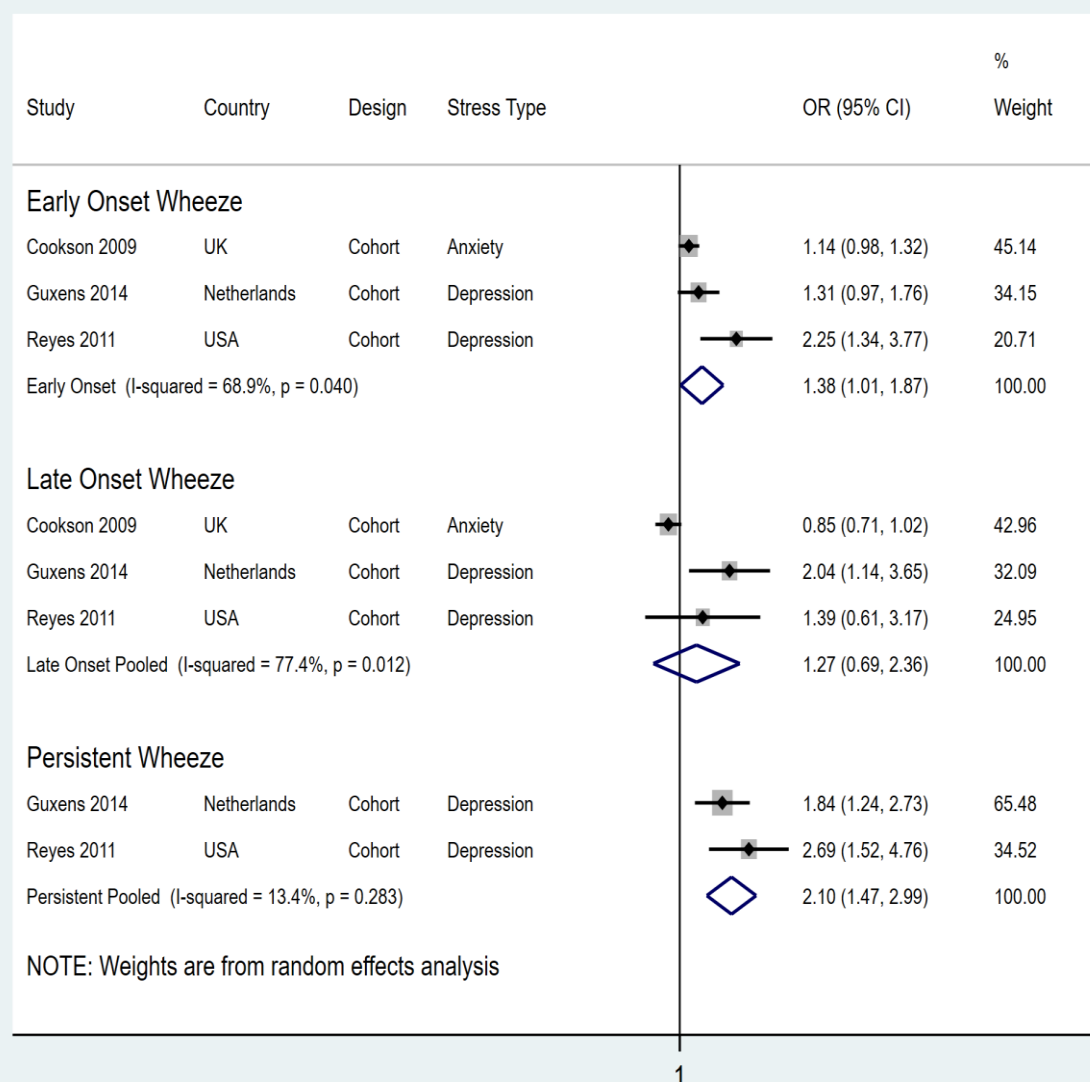 %
Study Country Design Stress Type OR (95% CI) Weight
Early Onset Wheeze
Cookson 2009 UK Cohort Anxiety 1.14 (0.98, 1.32) 45.14
Guxens 2014 Netherlands Cohort Depression 1.31 (0.97, 1.76) 34.15
Reyes 2011 USA Cohort Depression 2.25 (1.34, 3.77) 20.71
Early Onset (I-squared = 68.9%, p = 0.040) 1.38 (1.01, 1.87) 100.00
Late Onset Wheeze
Cookson 2009 UK Cohort Anxiety 0.85 (0.71, 1.02) 42.96
Guxens 2014 Netherlands Cohort Depression 2.04 (1.14, 3.65) 32.09
Reyes 2011 USA Cohort Depression 1.39 (0.61, 3.17) 24.95
Late Onset Pooled (I-squared = 77.4%, p = 0.012) 1.27 (0.69, 2.36) 100.00
Persistent Wheeze
Guxens 2014 Netherlands Cohort Depression 1.84 (1.24, 2.73) 65.48
Reyes 2011 USA Cohort Depression 2.69 (1.52, 4.76) 34.52
Persistent Pooled (I-squared = 13.4%, p = 0.283) 2.10 (1.47, 2.99) 100.00
NOTE: Weights are from random effects analysis
1